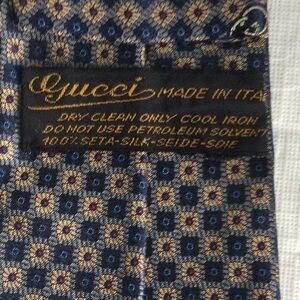 Gucci MADE IN ITA
DRY CLEAN ONLY COOL IRON
DO NOT USE PETROLEUM SOLVENT
100% SETA-SILK-SEIDE-SOIE